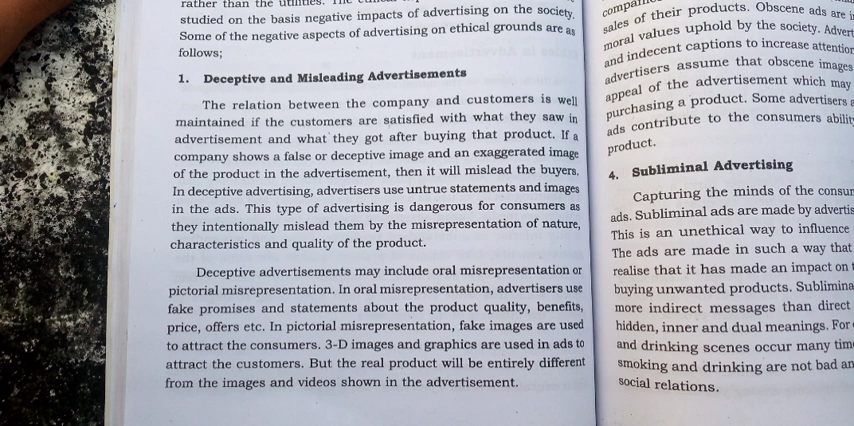 rather than the utilities. The
studied on the basis negative impacts of advertising on the society.
Some of the negative aspects of advertising on ethical grounds are as
follows;
1. Deceptive and Misleading Advertisements
The relation between the company and customers is well
maintained if the customers are satisfied with what they saw in
advertisement and what they got after buying that product. If a
company shows a false or deceptive image and an exaggerated image
of the product in the advertisement, then it will mislead the buyers.
In deceptive advertising, advertisers use untrue statements and images
in the ads. This type of advertising is dangerous for consumers as
they intentionally mislead them by the misrepresentation of nature,
characteristics and quality of the product.
Deceptive advertisements may include oral misrepresentation or
pictorial misrepresentation. In oral misrepresentation, advertisers use
fake promises and statements about the product quality, benefits,
price, offers etc. In pictorial misrepresentation, fake images are used
to attract the consumers. 3-D images and graphics are used in ads to
attract the customers. But the real product will be entirely different
from the images and videos shown in the advertisement.
sales of their products. Obscene ads are
moral values uphold by the society.
and indecent captions to increase
advertisers assume that obscene images
appeal of the advertisement which may
purchasing a product. Some advertisers
ads contribute to the consumers
product.
4. Subliminal Advertising
Capturing the minds of the
ads. Subliminal ads are made by
This is an unethical way to influence
The ads are made in such a way that
realise that it has made an impact on
buying unwanted products.
more indirect messages than direct
hidden, inner and dual meanings. For
and drinking scenes occur many
smoking and drinking are not bad
social relations.